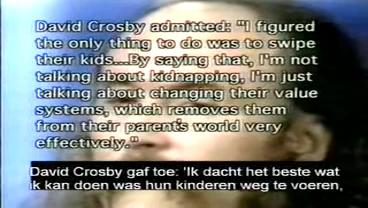 David Crosby admitted: "I figured
the only thing to do was to swipe
their kids...By saying that, I'm not
talking about kidnapping, I'm just
talking about changing their value
systems, which removes them
from their parent's world very
effectively."
David Crosby gaf toe: 'Ik dacht het beste wat
ik kan doen was hun kinderen weg te voeren,